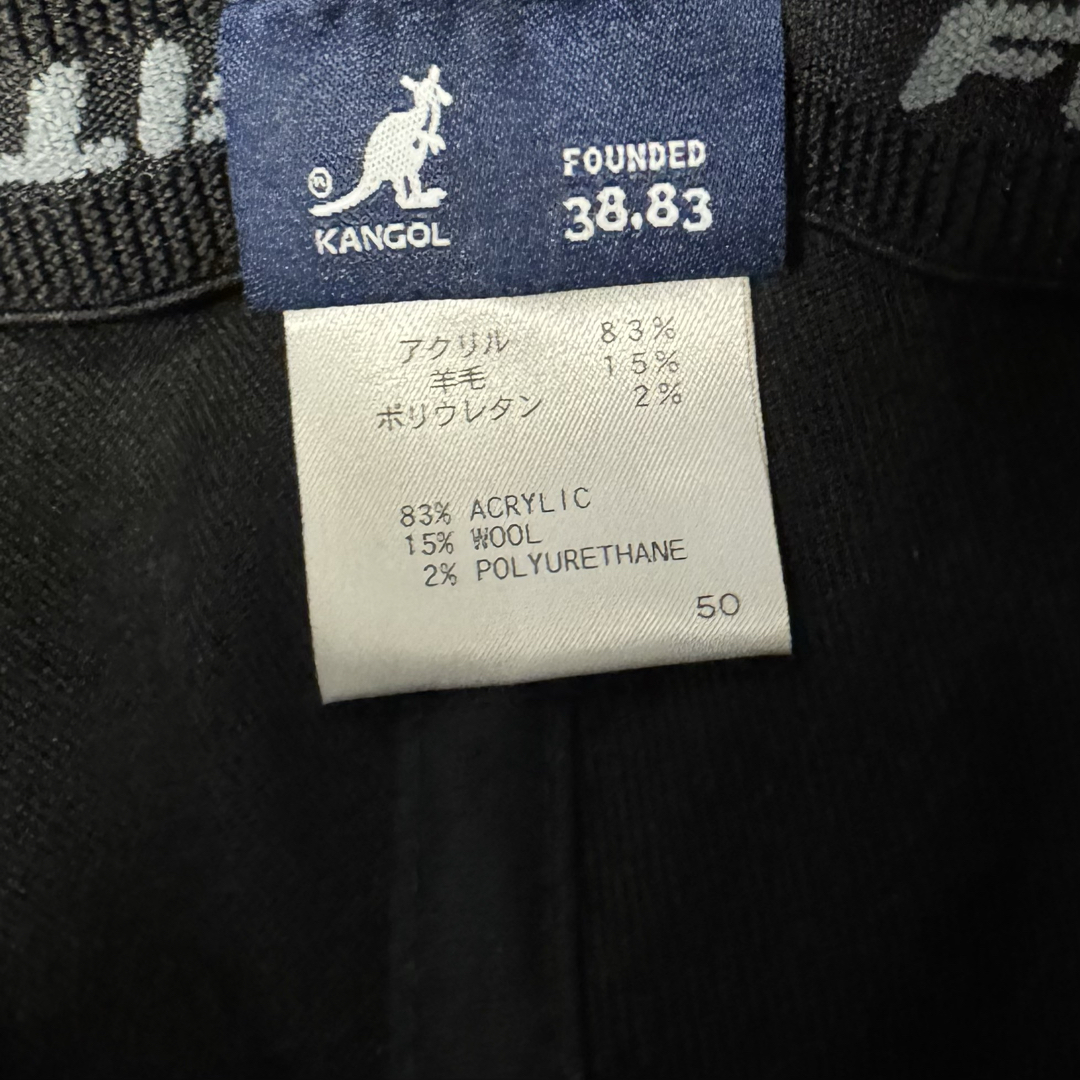 ®
KANGOL
FOUNDED
38.83
アクリル 83%
羊毛 15%
ポリウレタン 2%
83% ACRYLIC
15% WOOL
2% POLYURETHANE
50